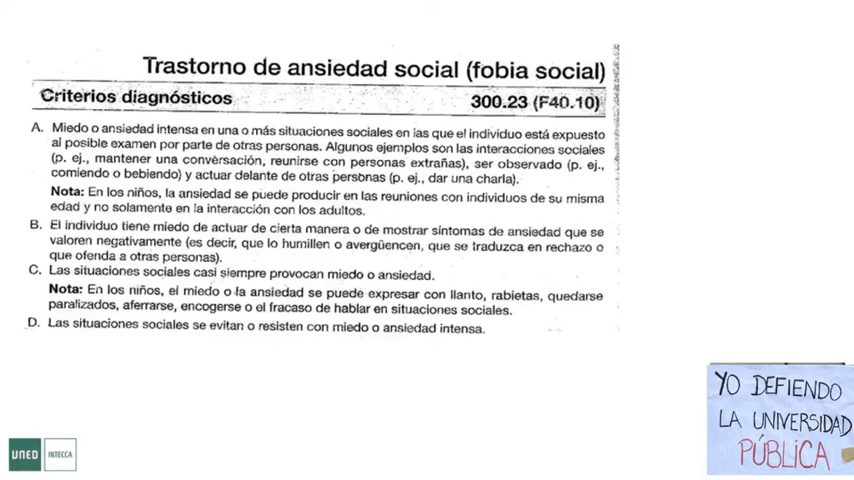 Trastorno de ansiedad social (fobia social)
Criterios diagnósticos 300.23 (F40.10)
A. Miedo o ansiedad intensa en una o más situaciones sociales en las que el individuo está expuesto
al posible examen por parte de otras personas. Algunos ejemplos son las interacciones sociales
(p. ej., mantener una conversación, reunirse con personas extrañas), ser observado (p. ej.,
comiendo o bebiendo) y actuar delante de otras personas (p. ej., dar una charla).
Nota: En los niños, la ansiedad se puede producir en las reuniones con individuos de su misma
edad y no solamente en la interacción con los adultos.
B. El individuo tiene miedo de actuar de cierta manera o de mostrar síntomas de ansiedad que se
valoren negativamente (es decir, que lo humillen o avergüencen, que se traduzca en rechazo o
que ofenda a otras personas).
C. Las situaciones sociales casi siempre provocan miedo o ansiedad.
Nota: En los niños, el miedo o la ansiedad se puede expresar con llanto, rabietas, quedarse
paralizados, aferrarse, encogerse o el fracaso de hablar en situaciones sociales.
D. Las situaciones sociales se evitan o resisten con miedo o ansiedad intensa.
YO DEFIENDO
LA UNIVERSIDAD
PÚBLICA
UNED INTECCA